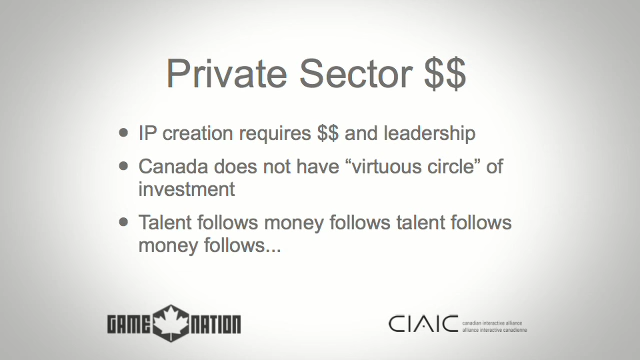 Private Sector $$
• IP creation requires $$ and leadership
• Canada does not have “virtuous circle” of
investment
• Talent follows money follows talent follows
money follows...
GAME NATION
CIAIC
canadian interactive alliance
alliance interactive canadienne